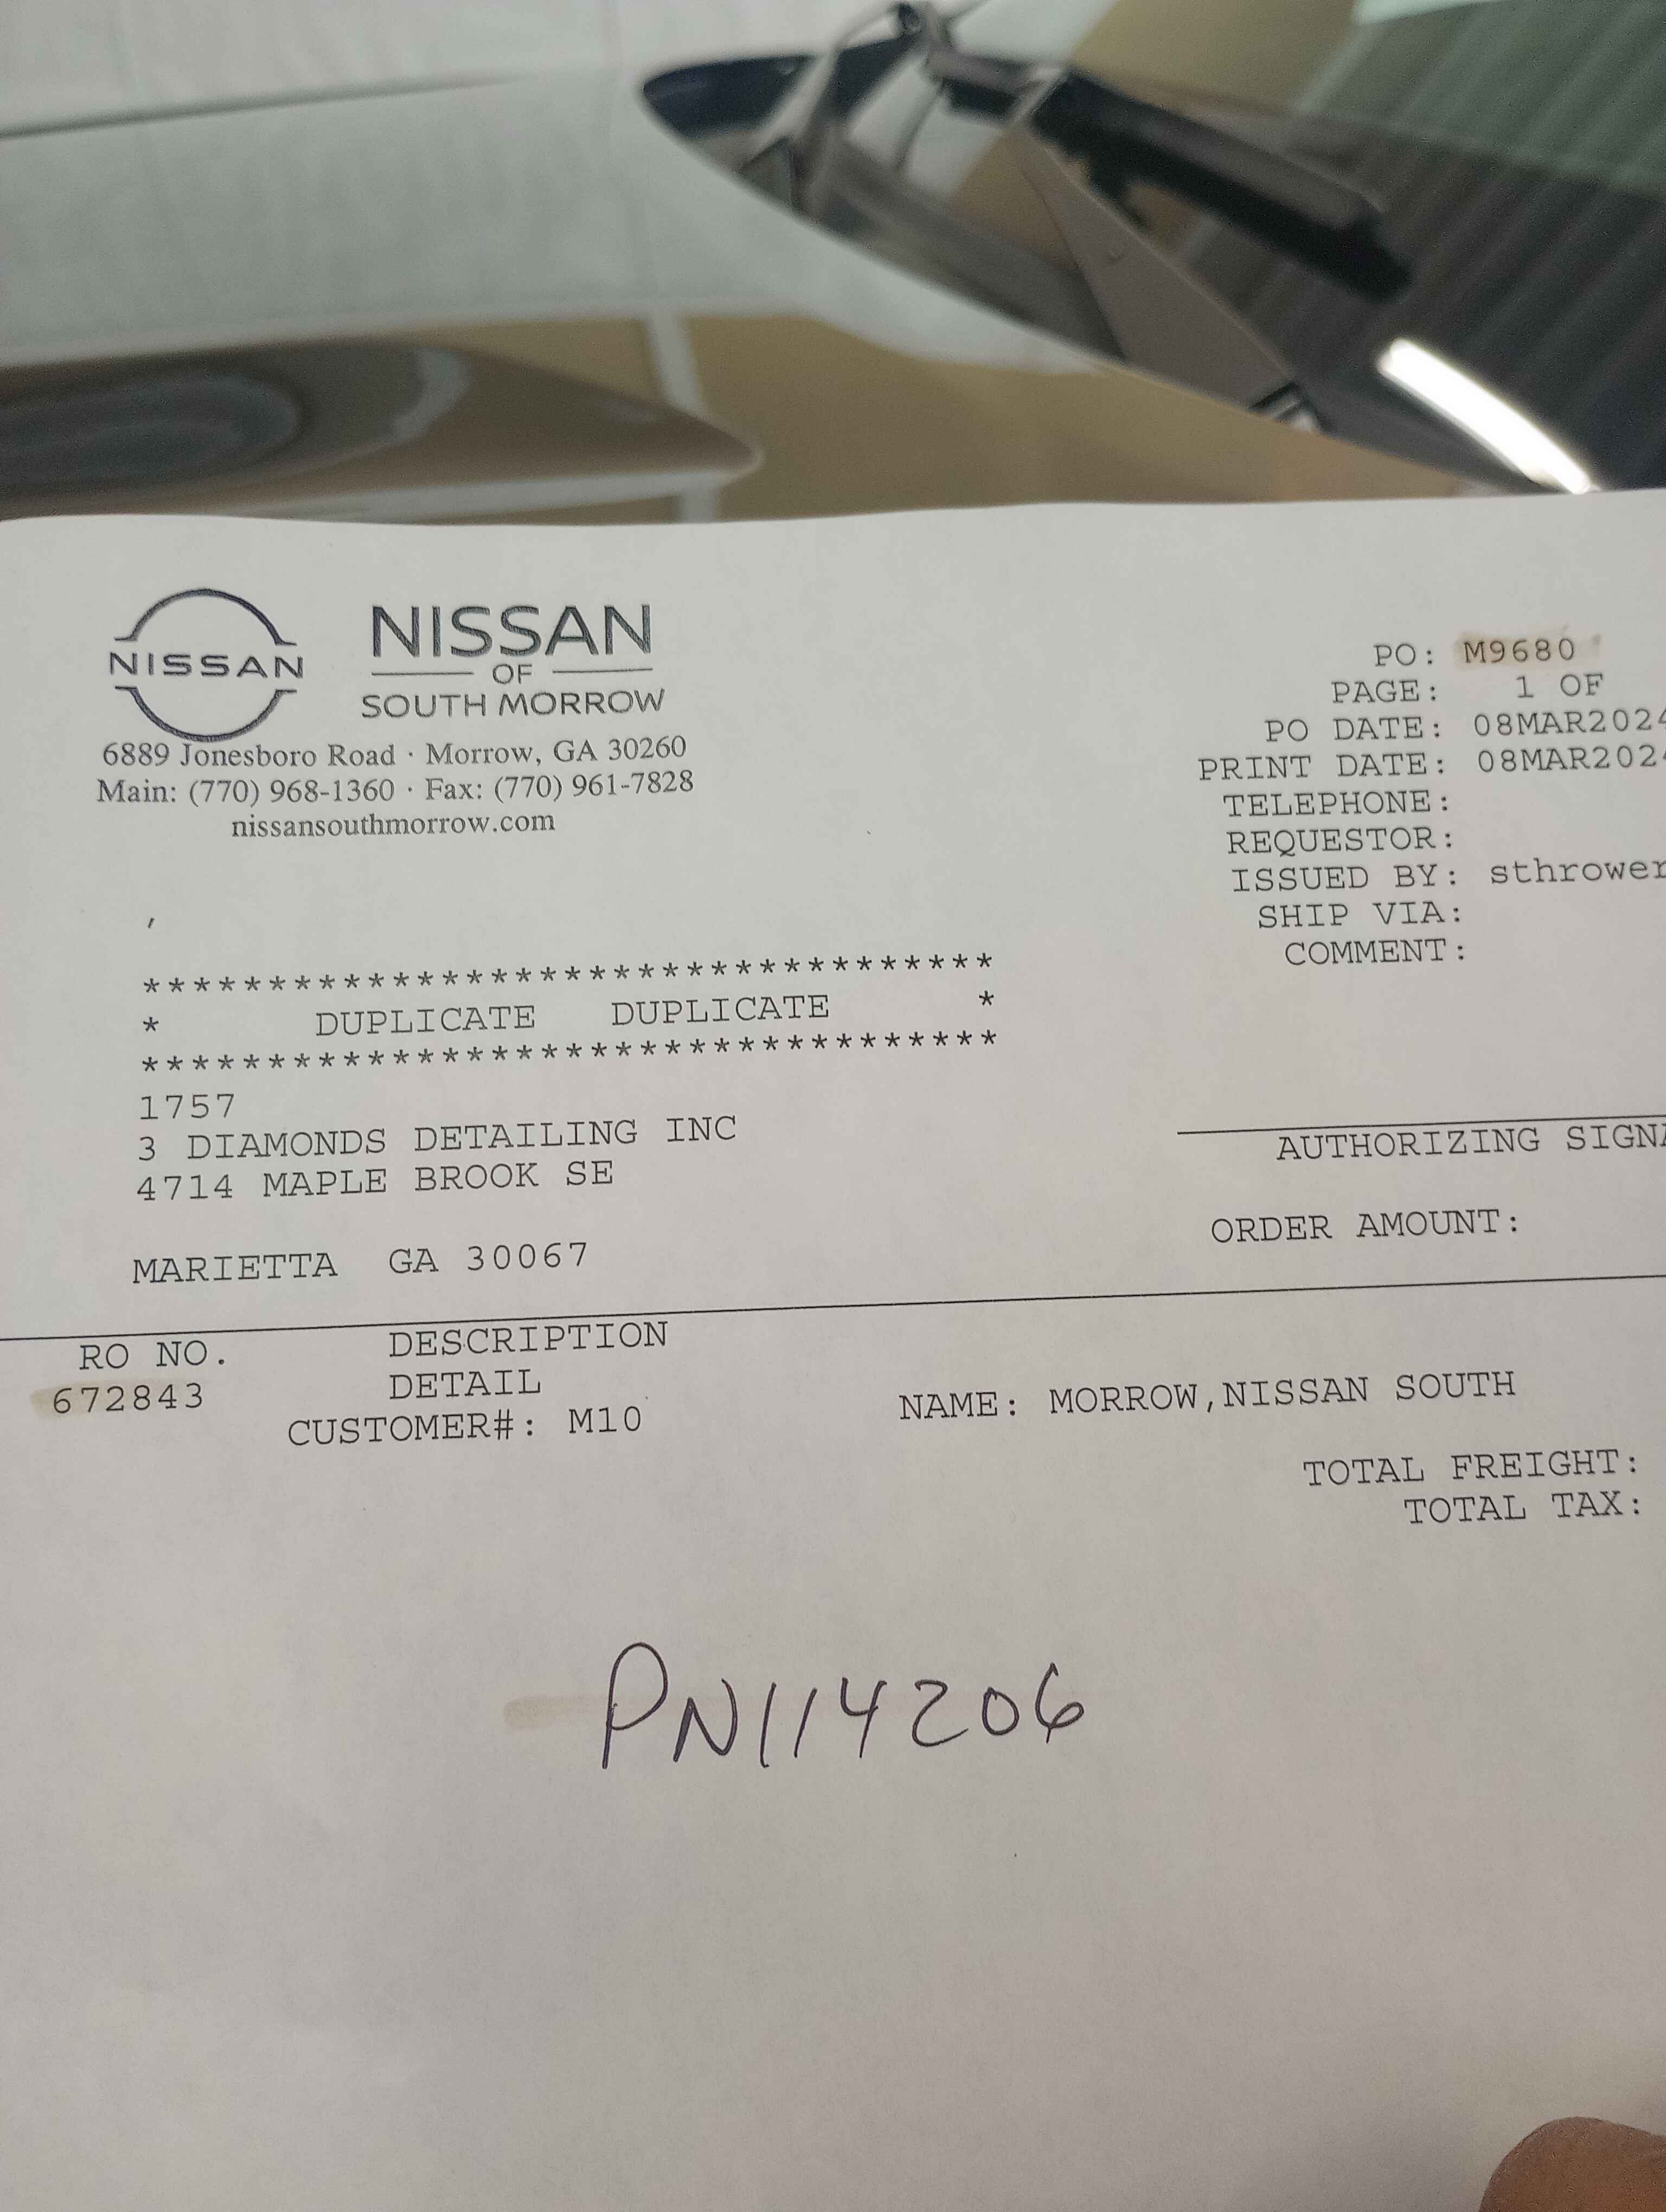 NISSAN
NISSAN
OF
SOUTH MORROW
6889 Jonesboro Road · Morrow, GA 30260
Main: (770) 968-1360 · Fax: (770) 961-7828
nissansouthmorrow.com
PO: M9680
PAGE: 1 OF
PO DATE: 08MAR2024
PRINT DATE: 08MAR202
TELEPHONE:
REQUESTOR:
ISSUED BY: sthrower
SHIP VIA:
COMMENT:
***********************************
* DUPLICATE DUPLICATE *
***********************************
1757
3 DIAMONDS DETAILING INC
4714 MAPLE BROOK SE
MARIETTA GA 30067
AUTHORIZING SIGNA
ORDER AMOUNT:
RO NO. DESCRIPTION
672843 DETAIL
CUSTOMER#: M10 NAME: MORROW,NISSAN SOUTH
TOTAL FREIGHT:
TOTAL TAX:
PN114206